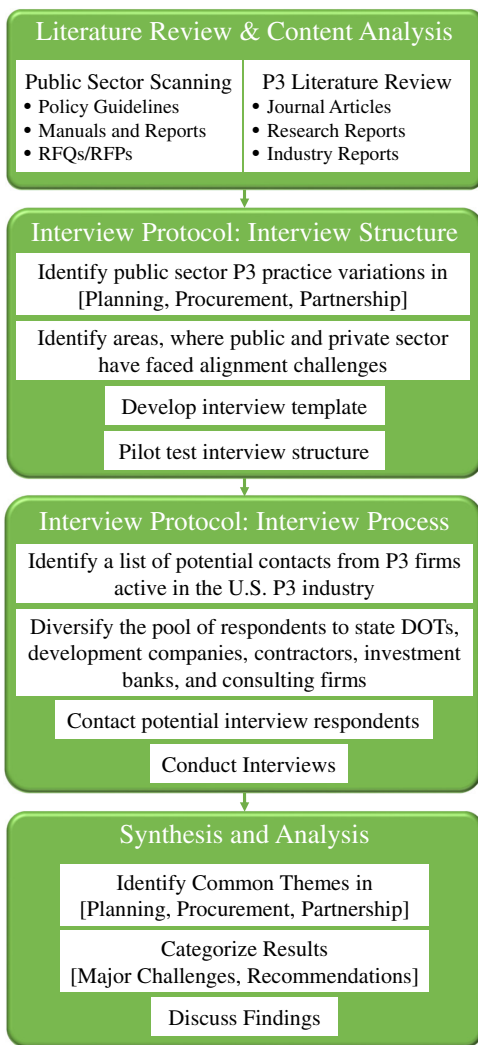 Literature Review & Content Analysis
Public Sector Scanning
• Policy Guidelines
• Manuals and Reports
• RFQs/RFPs
P3 Literature Review
• Journal Articles
• Research Reports
• Industry Reports
Interview Protocol: Interview Structure
Identify public sector P3 practice variations in
[Planning, Procurement, Partnership]
Identify areas, where public and private sector
have faced alignment challenges
Develop interview template
Pilot test interview structure
Interview Protocol: Interview Process
Identify a list of potential contacts from P3 firms
active in the U.S. P3 industry
Diversify the pool of respondents to state DOTs,
development companies, contractors, investment
banks, and consulting firms
Contact potential interview respondents
Conduct Interviews
Synthesis and Analysis
Identify Common Themes in
[Planning, Procurement, Partnership]
Categorize Results
[Major Challenges, Recommendations]
Discuss Findings